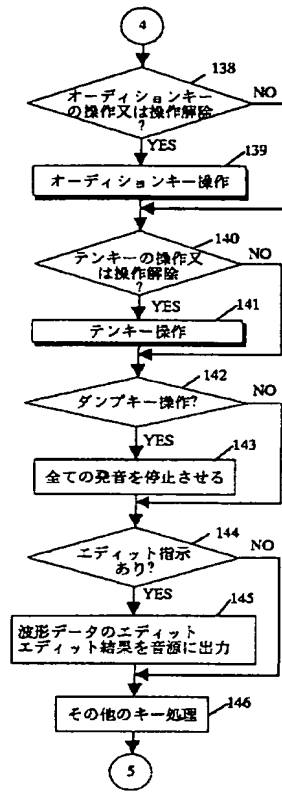 4
138
オーディションキー
の操作又は操作解除
?
NO
YES
139
オーディションキー操作
140
テンキーの操作又
は操作解除
?
NO
YES
141
テンキー操作
142
ダンプキー操作?
NO
YES
143
全ての発音を停止させる
144
エディット指示
あり?
NO
YES
145
波形データのエディット
エディット結果を音源に出力
146
その他のキー処理
5